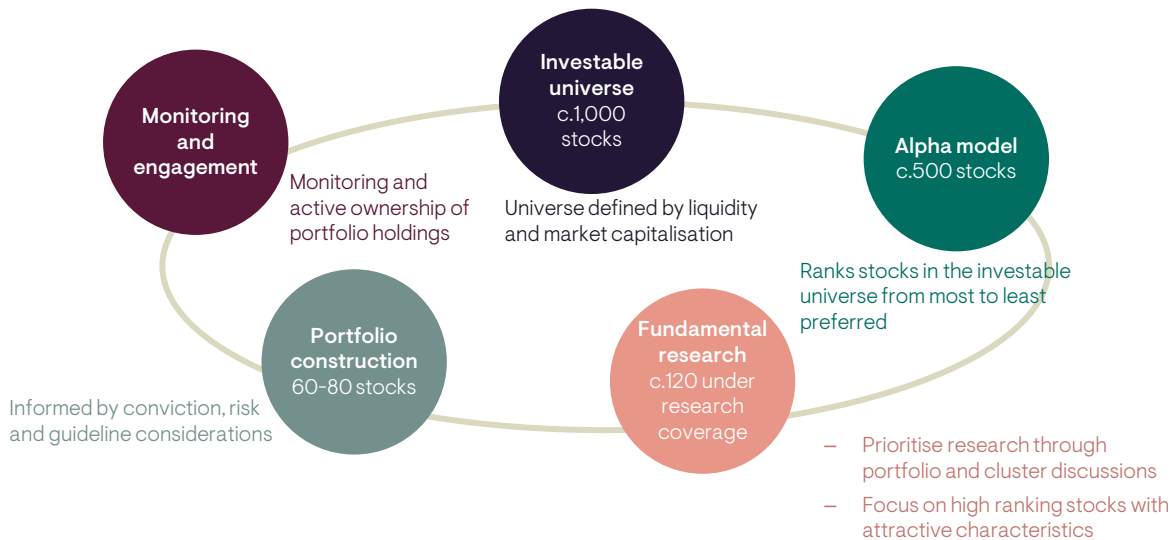 Investable
universe
c.1,000
stocks
Universe defined by liquidity
and market capitalisation
Alpha model
c.500 stocks
Ranks stocks in the investable
universe from most to least
preferred
Fundamental
research
c.120 under
research
coverage
– Prioritise research through
portfolio and cluster discussions
– Focus on high ranking stocks with
attractive characteristics
Portfolio
construction
60-80 stocks
Informed by conviction, risk
and guideline considerations
Monitoring
and
engagement
Monitoring and
active ownership of
portfolio holdings